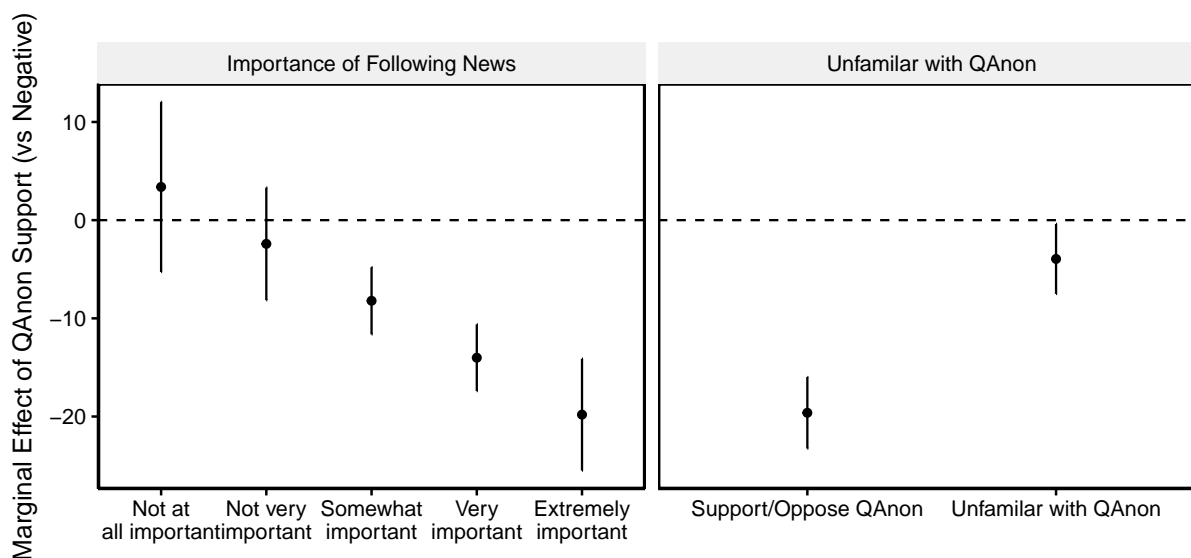 Marginal Effect of QAnon Support (vs Negative)
Importance of Following News
Unfamilar with QAnon
10
0
−10
−20
Not at
all important
Not very
important
Somewhat
important
Very
important
Extremely
important
Support/Oppose QAnon
Unfamilar with QAnon